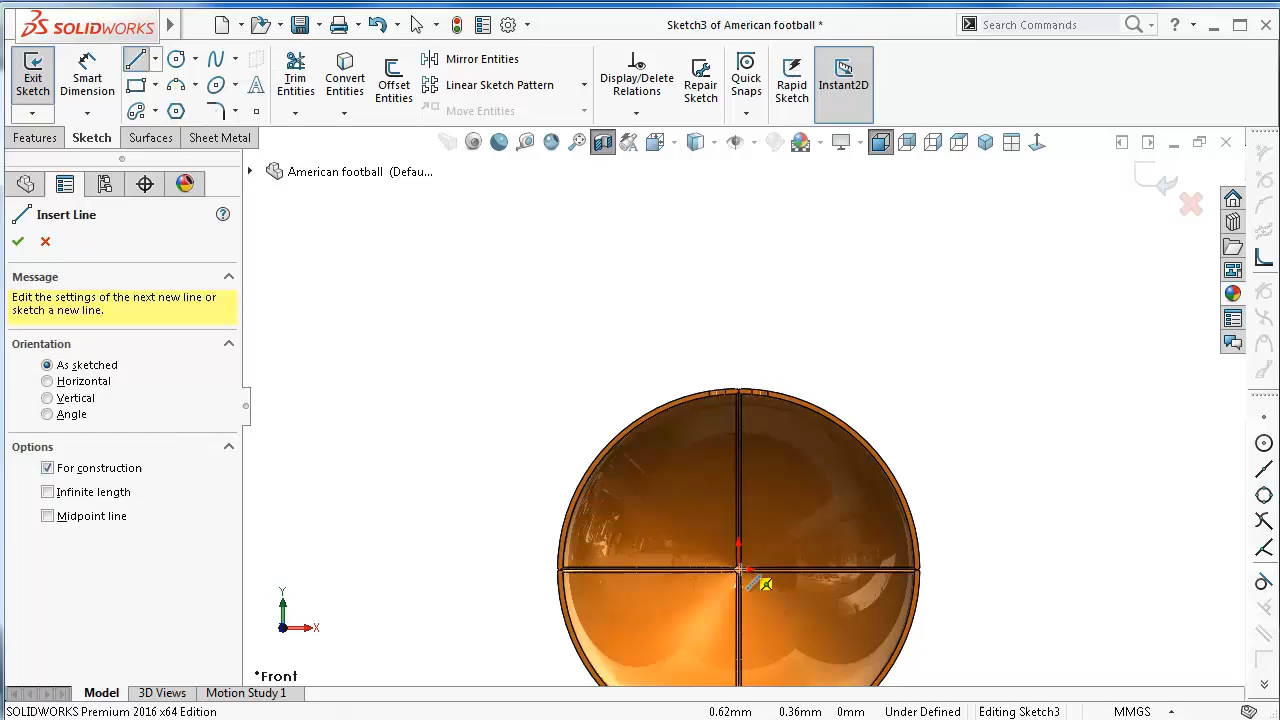 SOLIDWORKS
Sketch3 of American football *
Search Commands
?
Exit Sketch
Smart Dimension
Trim Entities
Convert Entities
Offset Entities
Mirror Entities
Linear Sketch Pattern
Move Entities
Display/Delete Relations
Repair Sketch
Quick Snaps
Rapid Sketch
Instant2D
Features
Sketch
Surfaces
Sheet Metal
American football (Defau...
Insert Line
?
Message
Edit the settings of the next new line or
sketch a new line.
Orientation
As sketched
Horizontal
Vertical
Angle
Options
For construction
Infinite length
Midpoint line
Y
X
*Front
Model
3D Views
Motion Study 1
SOLIDWORKS Premium 2016 x64 Edition
0.62mm
0.36mm
0mm
Under Defined
Editing Sketch3
MMGS